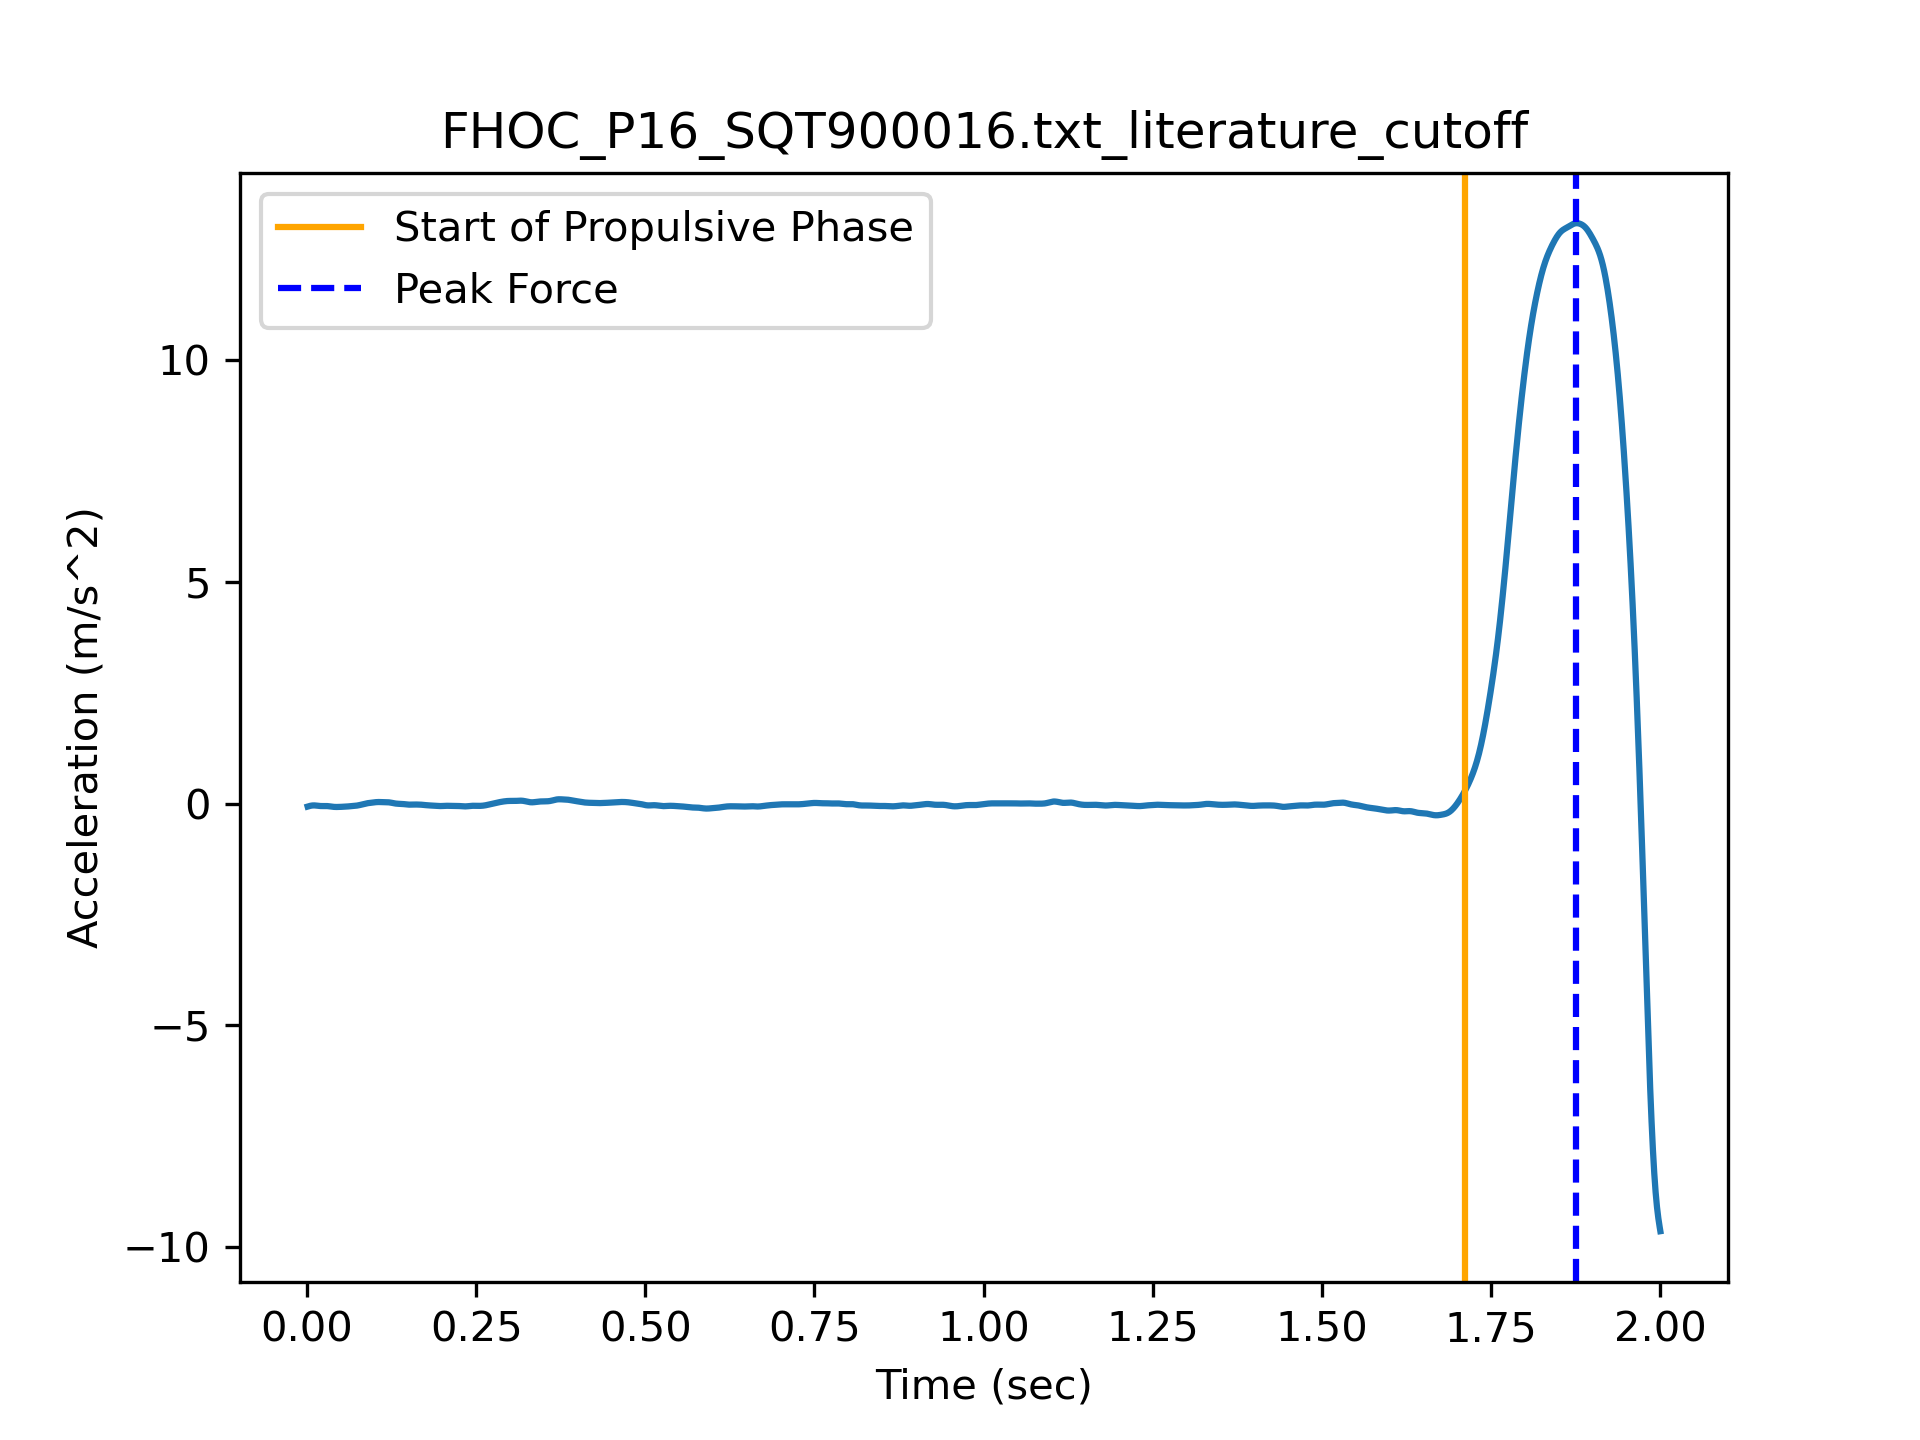 FHOC_P16_SQT900016.txt_literature_cutoff
Start of Propulsive Phase
Peak Force
10
5
0
−5
−10
Acceleration (m/s^2)
0.00 0.25 0.50 0.75 1.00 1.25 1.50 1.75 2.00
Time (sec)